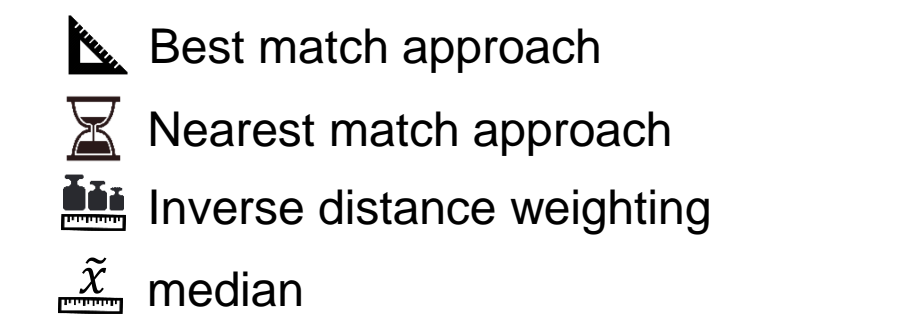 Best match approach
Nearest match approach
Inverse distance weighting
x̃ median